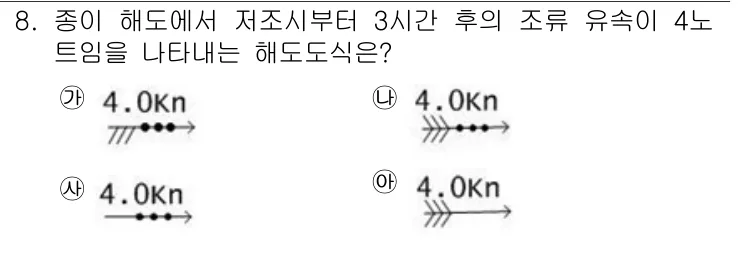 8. 종이 해도에서 저조시부터 3시간 후의 조류 유속이 4노
트임을 나타내는 해도도식은?
㉮ 4.0Kn
㉯ 4.0Kn
㉴ 4.0Kn
㉵ 4.0Kn